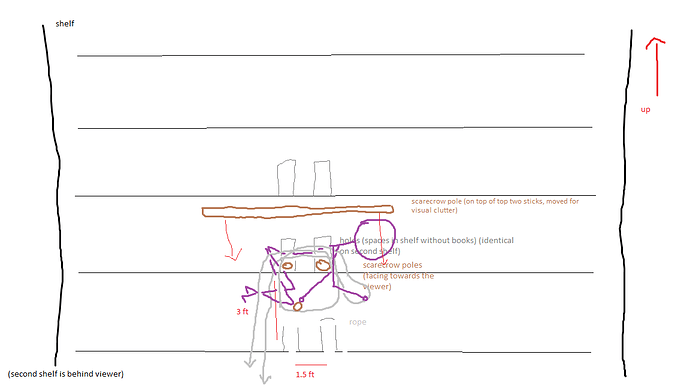 shelf
up
scarecrow pole (on top of top two sticks, moved for
visual clutter)
holes (spaces in shelf without books) (identical
on second shelf)
scarecrow poles
(facing towards the
viewer)
3 ft
rope
1.5 ft
(second shelf is behind viewer)